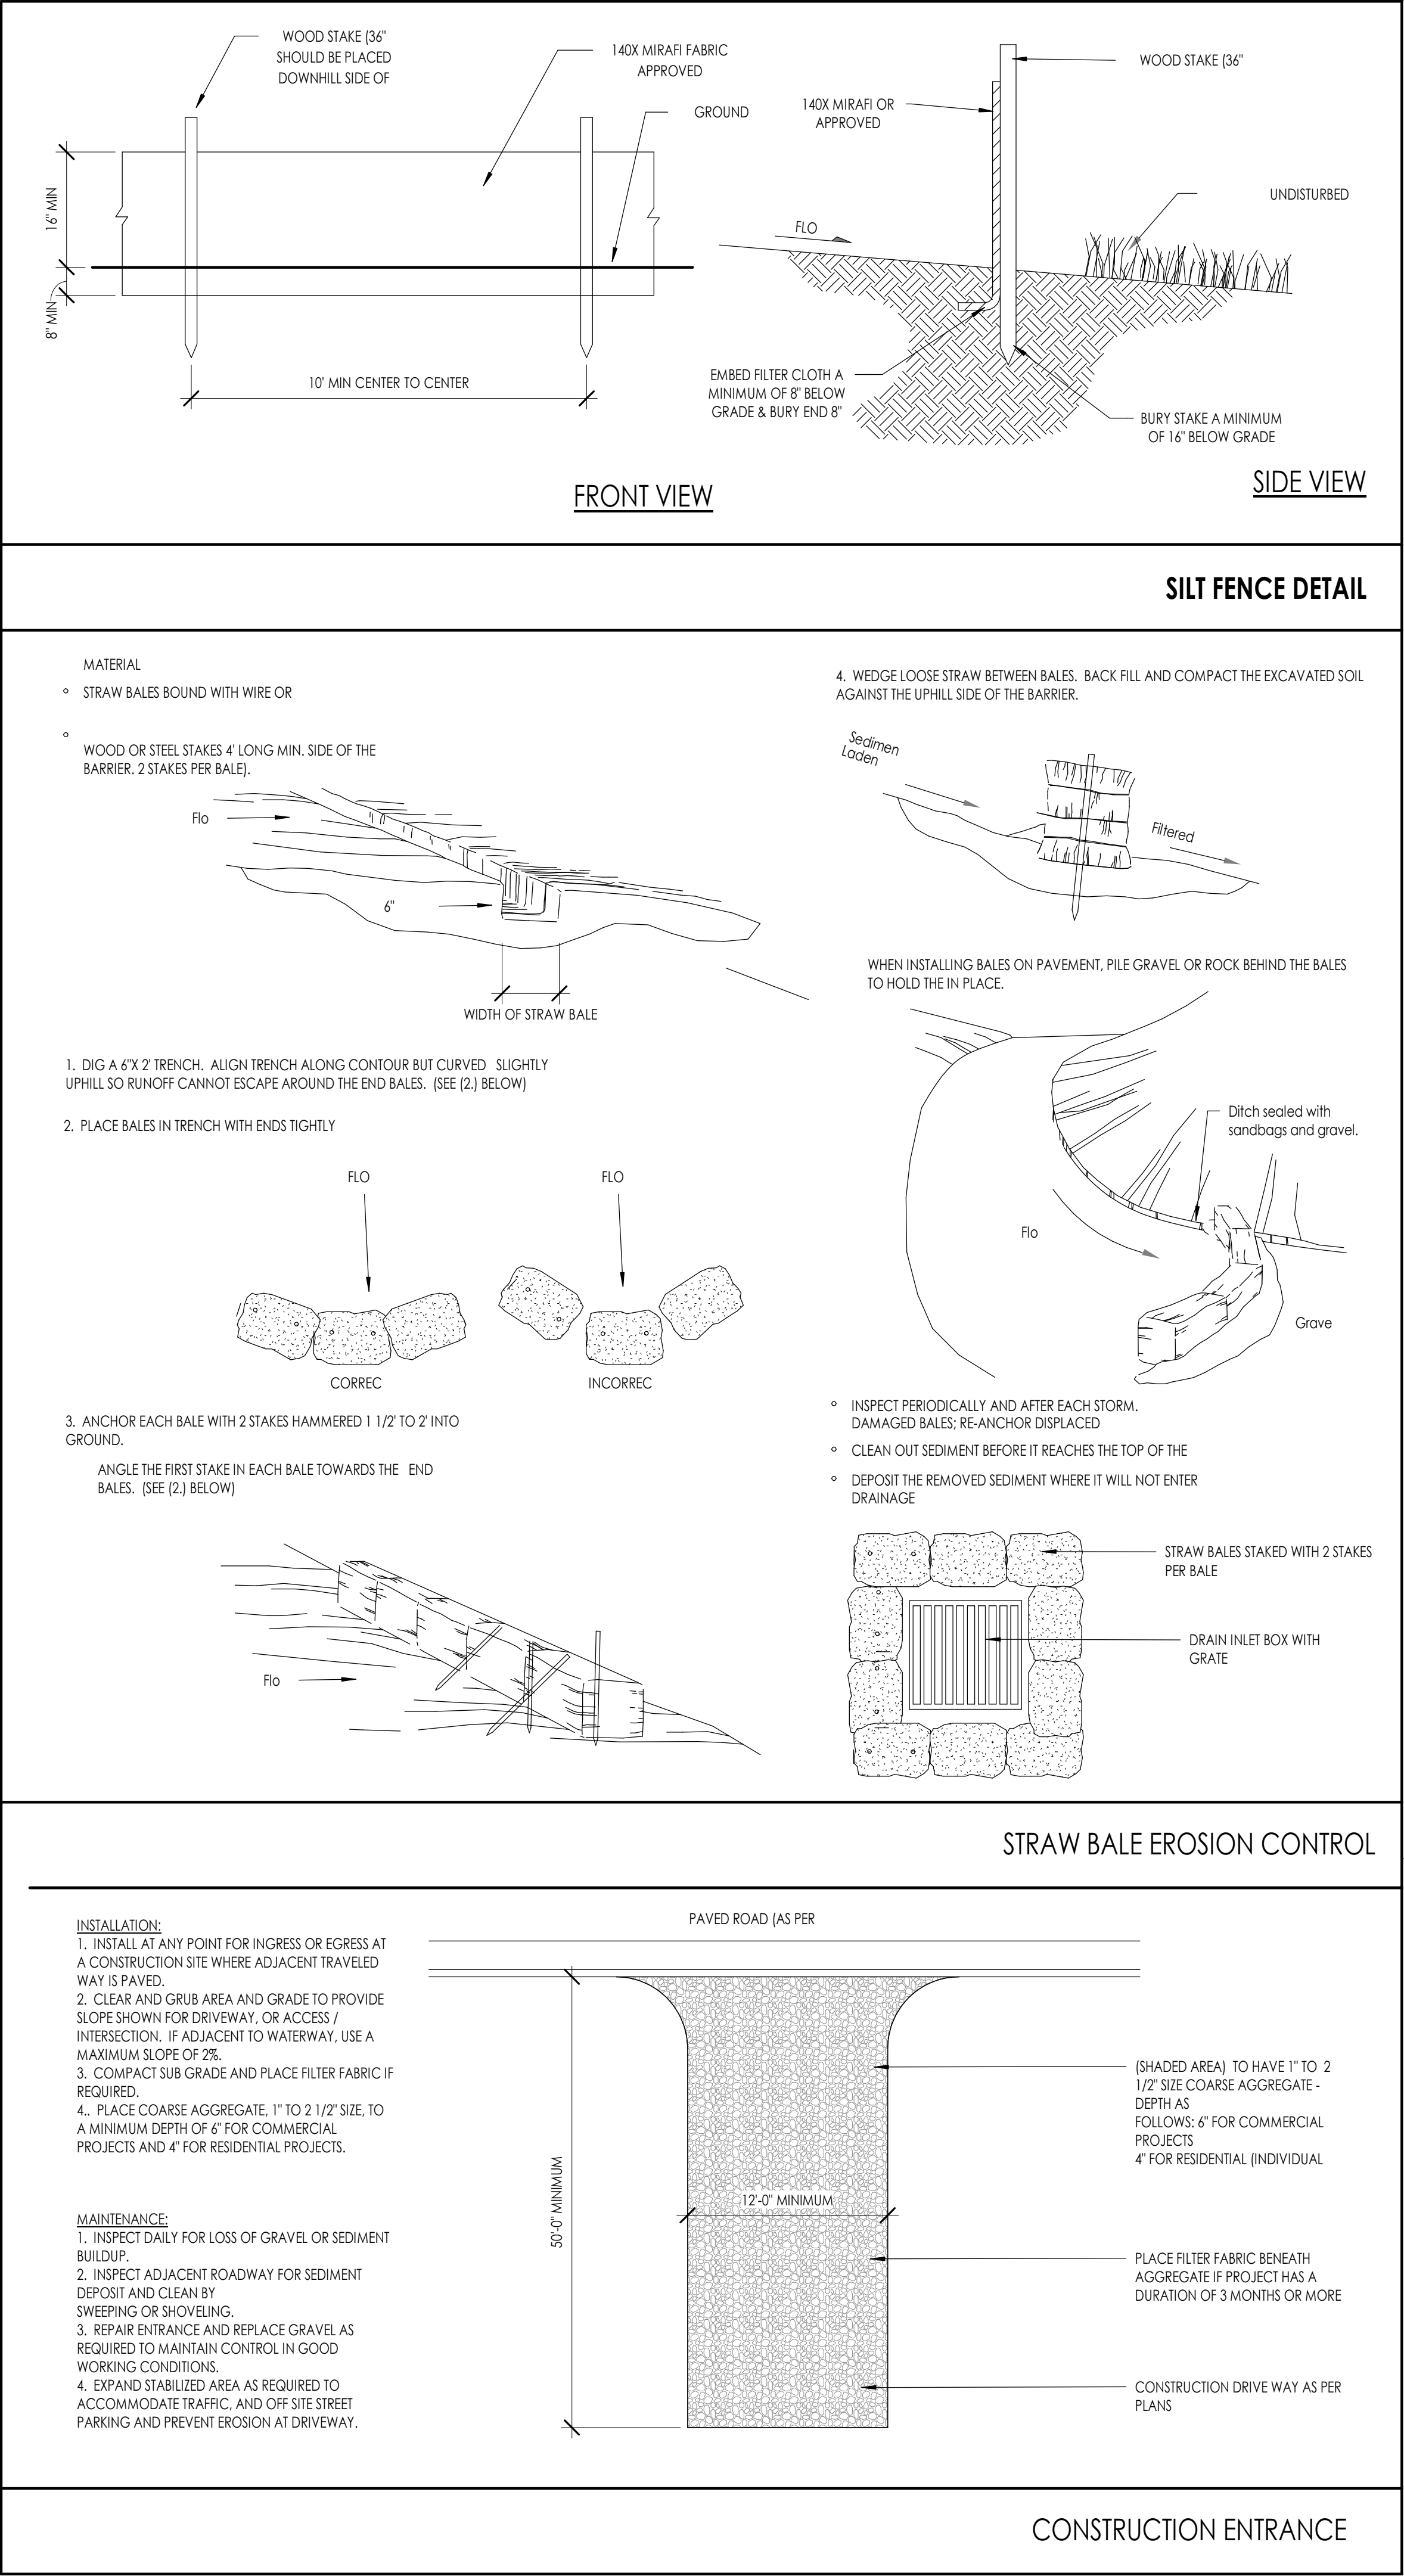 WOOD STAKE (36"
SHOULD BE PLACED
DOWNHILL SIDE OF
140X MIRAFI FABRIC
APPROVED
GROUND
16" MIN
8" MIN
10' MIN CENTER TO CENTER
FRONT VIEW
WOOD STAKE (36"
140X MIRAFI OR
APPROVED
UNDISTURBED
FLO
EMBED FILTER CLOTH A
MINIMUM OF 8" BELOW
GRADE & BURY END 8"
BURY STAKE A MINIMUM
OF 16" BELOW GRADE
SIDE VIEW
SILT FENCE DETAIL
MATERIAL
STRAW BALES BOUND WITH WIRE OR
WOOD OR STEEL STAKES 4' LONG MIN. SIDE OF THE
BARRIER. 2 STAKES PER BALE).
Flo
6"
WIDTH OF STRAW BALE
1. DIG A 6"X 2' TRENCH. ALIGN TRENCH ALONG CONTOUR BUT CURVED SLIGHTLY
UPHILL SO RUNOFF CANNOT ESCAPE AROUND THE END BALES. (SEE (2.) BELOW)
2. PLACE BALES IN TRENCH WITH ENDS TIGHTLY
FLO
FLO
CORREC
INCORREC
3. ANCHOR EACH BALE WITH 2 STAKES HAMMERED 1 1/2' TO 2' INTO
GROUND.
ANGLE THE FIRST STAKE IN EACH BALE TOWARDS THE END
BALES. (SEE (2.) BELOW)
Flo
4. WEDGE LOOSE STRAW BETWEEN BALES. BACK FILL AND COMPACT THE EXCAVATED SOIL
AGAINST THE UPHILL SIDE OF THE BARRIER.
Sedimen
Laden
Filtered
WHEN INSTALLING BALES ON PAVEMENT, PILE GRAVEL OR ROCK BEHIND THE BALES
TO HOLD THE IN PLACE.
Ditch sealed with
sandbags and gravel.
Flo
Grave
INSPECT PERIODICALLY AND AFTER EACH STORM.
DAMAGED BALES; RE-ANCHOR DISPLACED
CLEAN OUT SEDIMENT BEFORE IT REACHES THE TOP OF THE
DEPOSIT THE REMOVED SEDIMENT WHERE IT WILL NOT ENTER
DRAINAGE
STRAW BALES STAKED WITH 2 STAKES
PER BALE
DRAIN INLET BOX WITH
GRATE
STRAW BALE EROSION CONTROL
INSTALLATION:
1. INSTALL AT ANY POINT FOR INGRESS OR EGRESS AT
A CONSTRUCTION SITE WHERE ADJACENT TRAVELED
WAY IS PAVED.
2. CLEAR AND GRUB AREA AND GRADE TO PROVIDE
SLOPE SHOWN FOR DRIVEWAY, OR ACCESS /
INTERSECTION. IF ADJACENT TO WATERWAY, USE A
MAXIMUM SLOPE OF 2%.
3. COMPACT SUB GRADE AND PLACE FILTER FABRIC IF
REQUIRED.
4.. PLACE COARSE AGGREGATE, 1" TO 2 1/2" SIZE, TO
A MINIMUM DEPTH OF 6" FOR COMMERCIAL
PROJECTS AND 4" FOR RESIDENTIAL PROJECTS.
MAINTENANCE:
1. INSPECT DAILY FOR LOSS OF GRAVEL OR SEDIMENT
BUILDUP.
2. INSPECT ADJACENT ROADWAY FOR SEDIMENT
DEPOSIT AND CLEAN BY
SWEEPING OR SHOVELING.
3. REPAIR ENTRANCE AND REPLACE GRAVEL AS
REQUIRED TO MAINTAIN CONTROL IN GOOD
WORKING CONDITIONS.
4. EXPAND STABILIZED AREA AS REQUIRED TO
ACCOMMODATE TRAFFIC, AND OFF SITE STREET
PARKING AND PREVENT EROSION AT DRIVEWAY.
PAVED ROAD (AS PER
50'-0" MINIMUM
12'-0" MINIMUM
(SHADED AREA) TO HAVE 1" TO 2
1/2" SIZE COARSE AGGREGATE -
DEPTH AS
FOLLOWS: 6" FOR COMMERCIAL
PROJECTS
4" FOR RESIDENTIAL (INDIVIDUAL
PLACE FILTER FABRIC BENEATH
AGGREGATE IF PROJECT HAS A
DURATION OF 3 MONTHS OR MORE
CONSTRUCTION DRIVE WAY AS PER
PLANS
CONSTRUCTION ENTRANCE